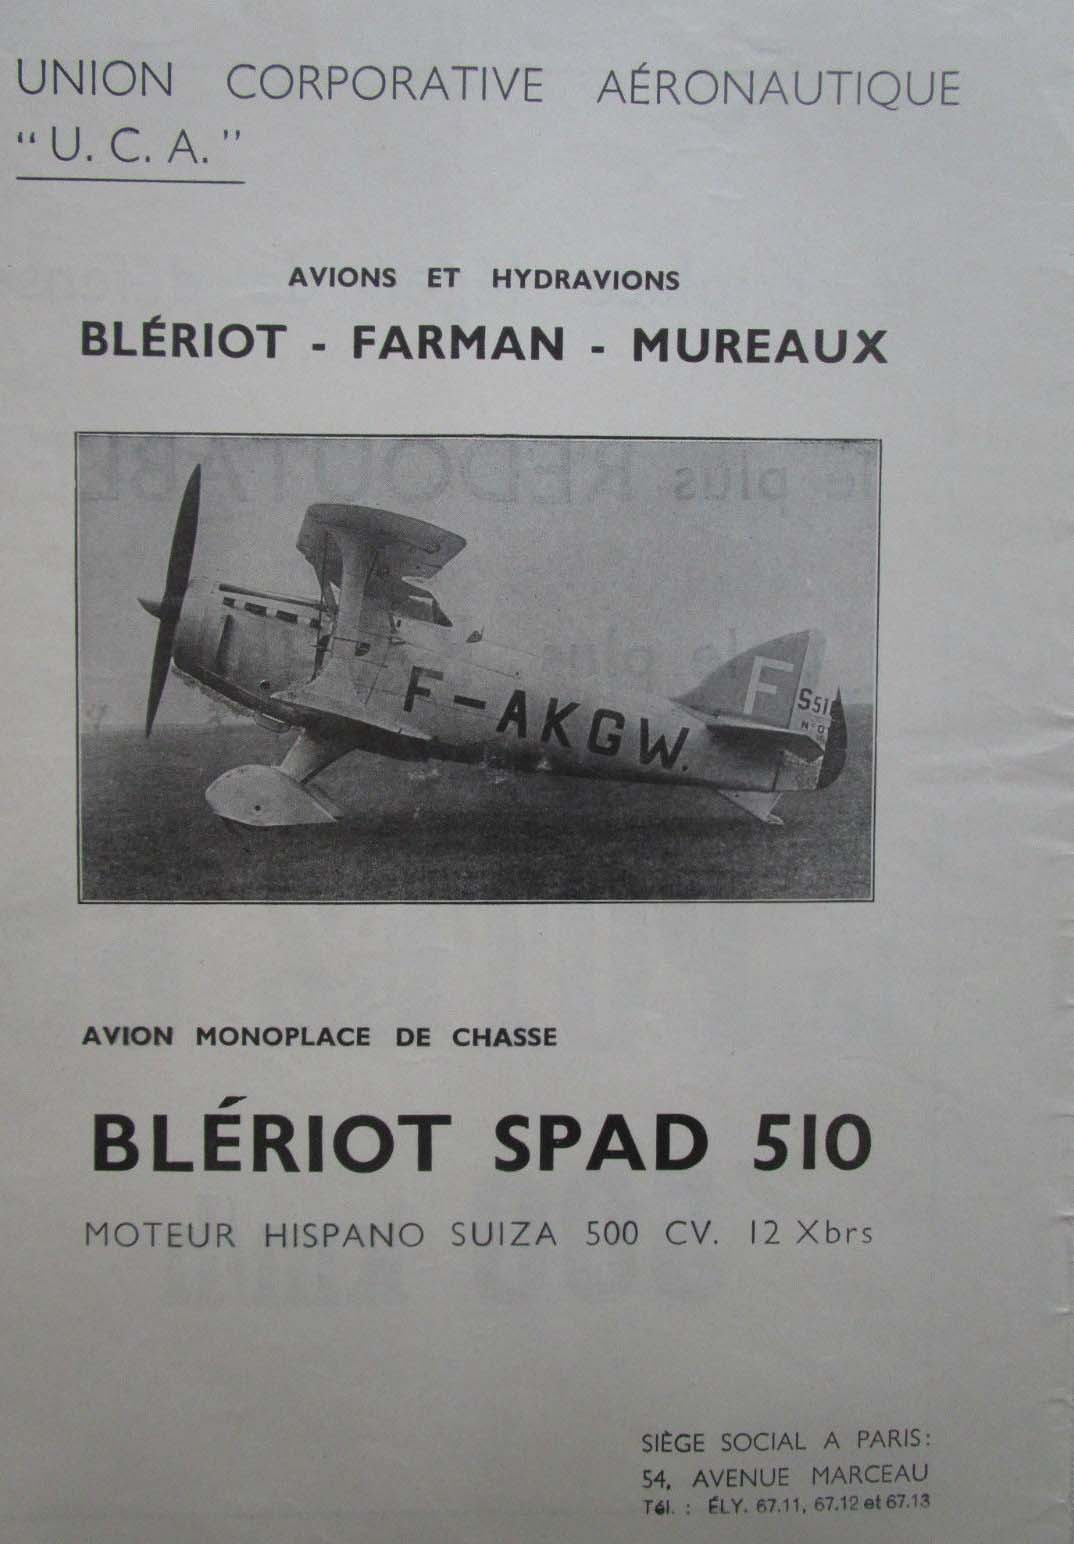 UNION CORPORATIVE AÉRONAUTIQUE
"U. C. A."
AVIONS ET HYDRAVIONS
BLÉRIOT - FARMAN - MUREAUX
F
S51
N°0
F-AKGW.
AVION MONOPLACE DE CHASSE
BLÉRIOT SPAD 510
MOTEUR HISPANO SUIZA 500 CV. 12 Xbrs
SIÈGE SOCIAL A PARIS:
54, AVENUE MARCEAU
Tél. : ÉLY. 67.11, 67.12 et 67.13